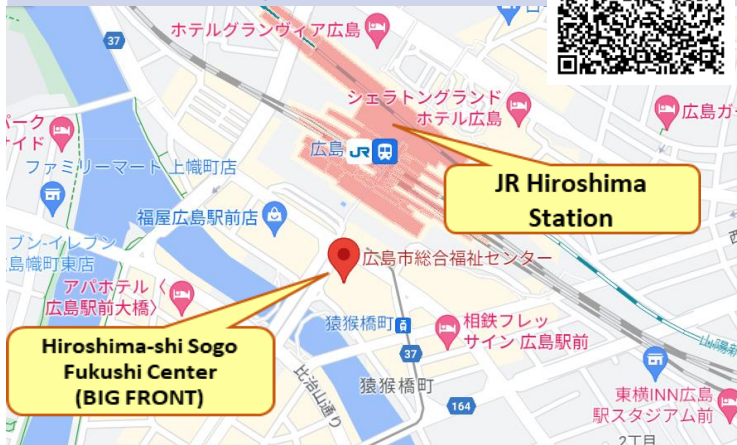 ホテルグランヴィア広島
37
シェラトングランド
ホテル広島
パーク
サイド
広島ガ
ファミリーマート 上幟町店
広島 JR
JR Hiroshima
Station
福屋広島駅前店
ブン-イレブン
島幟町東店
広島市総合福祉センター
アパホテル〈
広島駅前大橋〉
猿猴橋町
相鉄フレッ
サイン 広島駅前
Hiroshima-shi Sogo
Fukushi Center
(BIG FRONT)
37
比治山通り
猿猴橋町
164
山陽新
東横INN広島
駅スタジアム前
2丁目